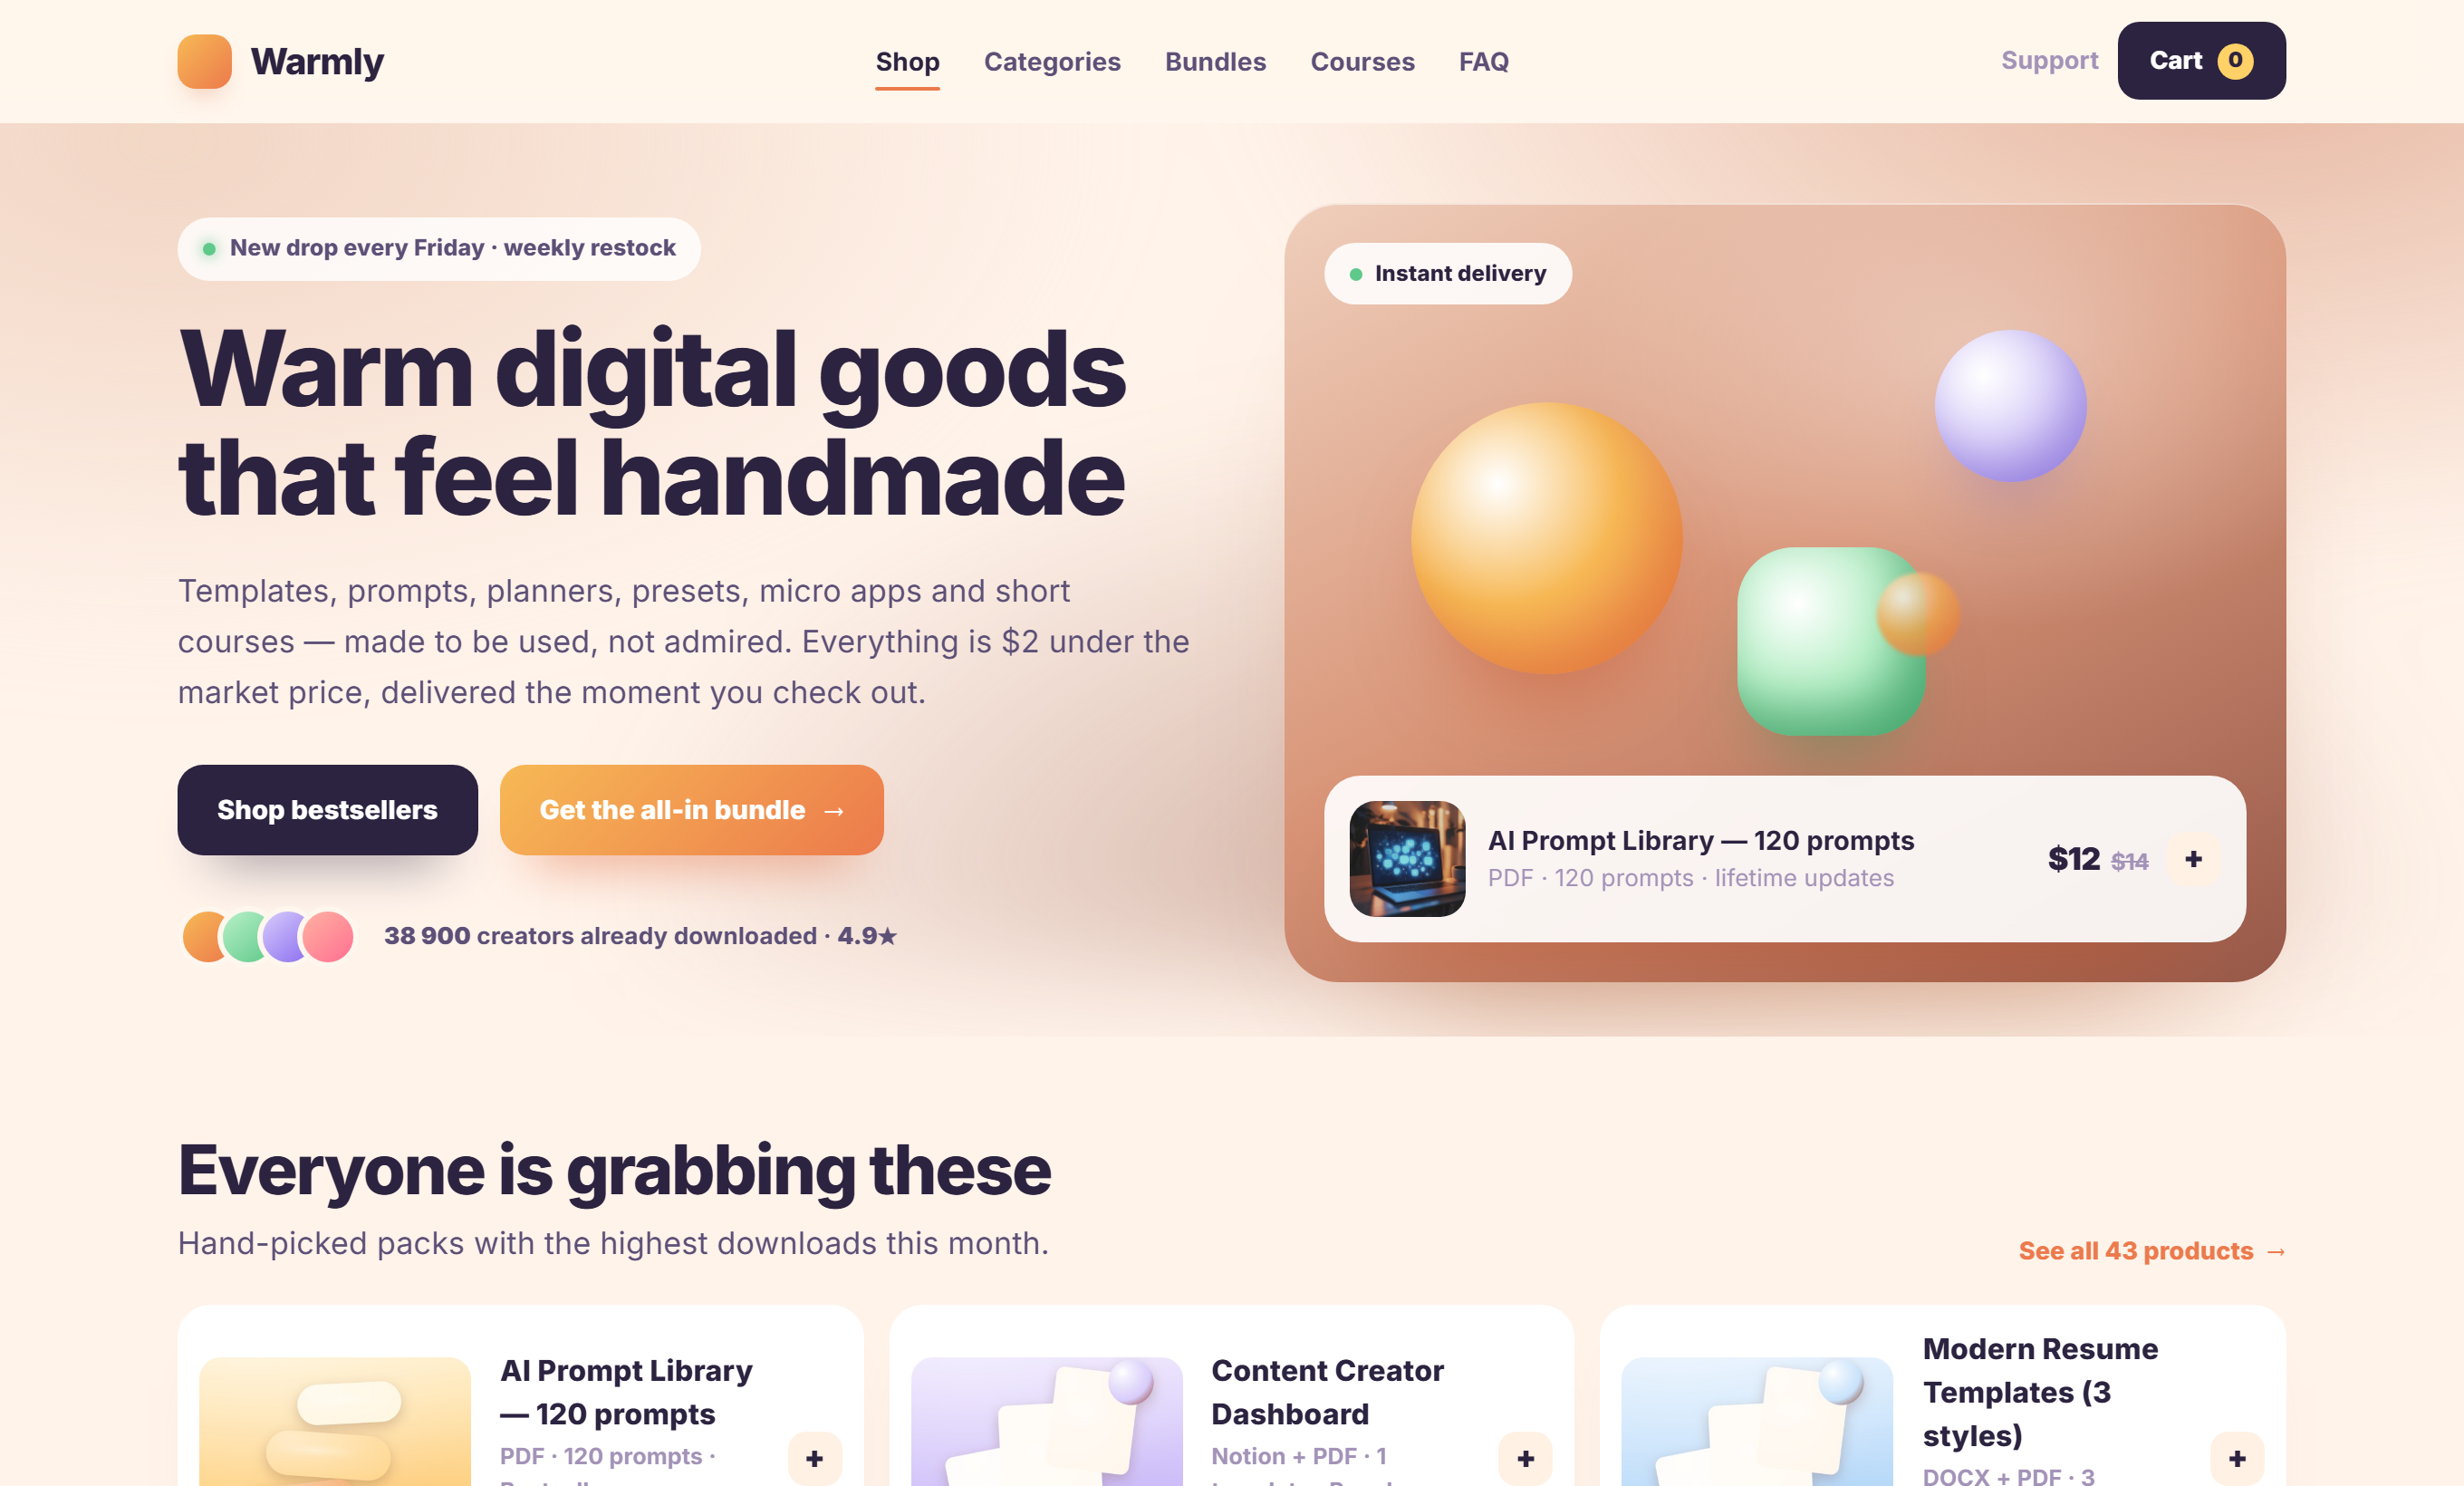 Warmly
Shop
Categories
Bundles
Courses
FAQ
Support
Cart 0
New drop every Friday · weekly restock
Warm digital goods
that feel handmade
Templates, prompts, planners, presets, micro apps and short
courses — made to be used, not admired. Everything is $2 under the
market price, delivered the moment you check out.
Shop bestsellers
Get the all-in bundle →
38 900 creators already downloaded · 4.9★
Instant delivery
AI Prompt Library — 120 prompts
PDF · 120 prompts · lifetime updates
$12 $14
+
Everyone is grabbing these
Hand-picked packs with the highest downloads this month.
See all 43 products →
AI Prompt Library
— 120 prompts
PDF · 120 prompts ·
+
Content Creator
Dashboard
Notion + PDF · 1
+
Modern Resume
Templates (3
styles)
DOCX + PDF · 3
+